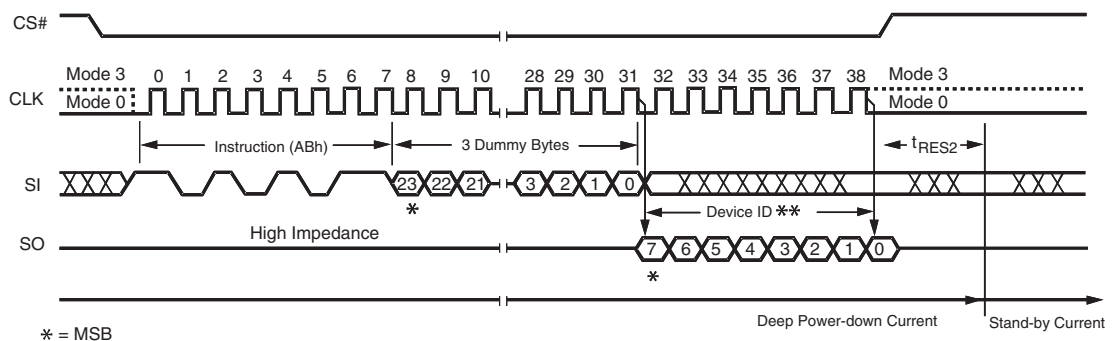 CS#
Mode 3 0 1 2 3 4 5 6 7 8 9 10 28 29 30 31 32 33 34 35 36 37 38 Mode 3
CLK Mode 0 Mode 0
Instruction (ABh) 3 Dummy Bytes tRES2
SI 23 22 21 3 2 1 0
* Device ID **
High Impedance
SO 7 6 5 4 3 2 1 0
*
Deep Power-down Current Stand-by Current
* = MSB